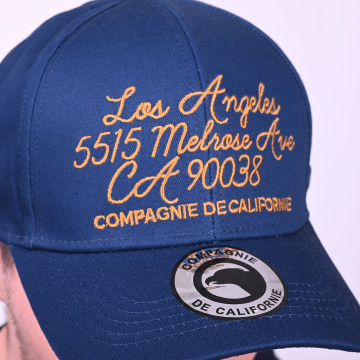 Los Angeles
5515 Melrose Ave
CA 90038
COMPAGNIE DE CALIFORNIE
COMPAGNIE
DE CALIFORNIE